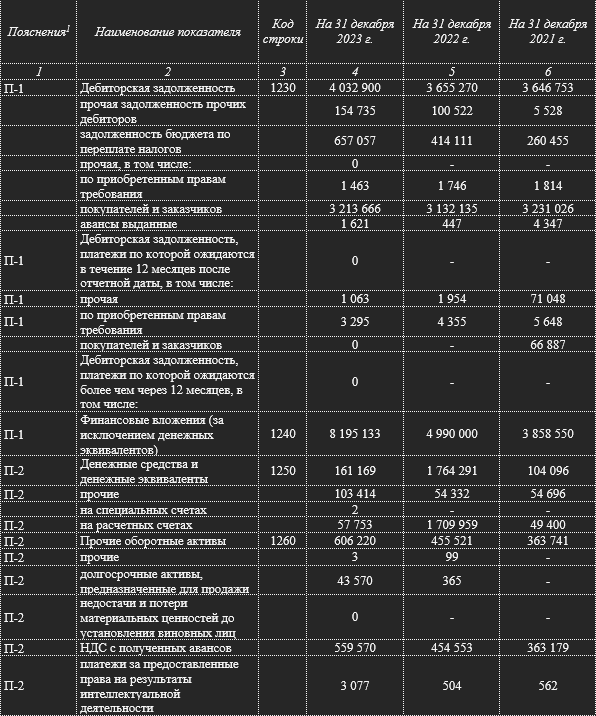 Пояснения¹ Наименование показателя Код строки На 31 декабря 2023 г. На 31 декабря 2022 г. На 31 декабря 2021 г.
1 2 3 4 5 6
П-1 Дебиторская задолженность 1230 4 032 900 3 655 270 3 646 753
прочая задолженность прочих
дебиторов 154 735 100 522 5 528
задолженность бюджета по
переплате налогов 657 057 414 111 260 455
прочая, в том числе: 0 - -
по приобретенным правам
требования 1 463 1 746 1 814
покупателей и заказчиков 3 213 666 3 132 135 3 231 026
авансы выданные 1 621 447 4 347
П-1 Дебиторская задолженность,
платежи по которой ожидаются
в течение 12 месяцев после
отчетной даты, в том числе: 0 - -
П-1 прочая 1 063 1 954 71 048
П-1 по приобретенным правам
требования 3 295 4 355 5 648
покупателей и заказчиков 0 - 66 887
П-1 Дебиторская задолженность,
платежи по которой ожидаются
более чем через 12 месяцев, в
том числе: 0 - -
П-1 Финансовые вложения (за
исключением денежных
эквивалентов) 1240 8 195 133 4 990 000 3 858 550
П-2 Денежные средства и
денежные эквиваленты 1250 161 169 1 764 291 104 096
П-2 прочие 103 414 54 332 54 696
на специальных счетах 2 - -
П-2 на расчетных счетах 57 753 1 709 959 49 400
П-2 Прочие оборотные активы 1260 606 220 455 521 363 741
П-2 прочие 3 99 -
П-2 долгосрочные активы,
предназначенные для продажи 43 570 365 -
П-2 недостачи и потери
материальных ценностей до
установления виновных лиц 0 - -
П-2 НДС с полученных авансов 559 570 454 553 363 179
П-2 платежи за предоставленные
права на результаты
интеллектуальной
деятельности 3 077 504 562